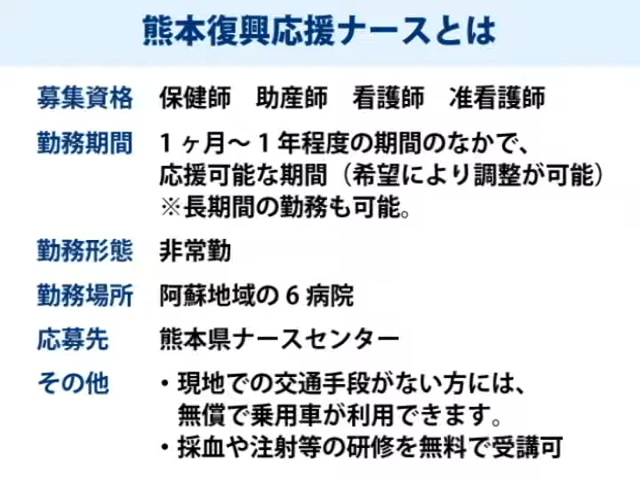 熊本復興応援ナースとは
募集資格 保健師 助産師 看護師 准看護師
勤務期間 1ヶ月〜1年程度の期間のなかで、
応援可能な期間（希望により調整が可能）
※長期間の勤務も可能。
勤務形態 非常勤
勤務場所 阿蘇地域の6病院
応募先 熊本県ナースセンター
その他 ・現地での交通手段がない方には、
無償で乗用車が利用できます。
・採血や注射等の研修を無料で受講可